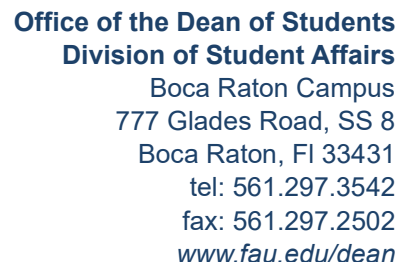 Office of the Dean of Students
Division of Student Affairs
Boca Raton Campus
777 Glades Road, SS 8
Boca Raton, Fl 33431
tel: 561.297.3542
fax: 561.297.2502
www.fau.edu/dean